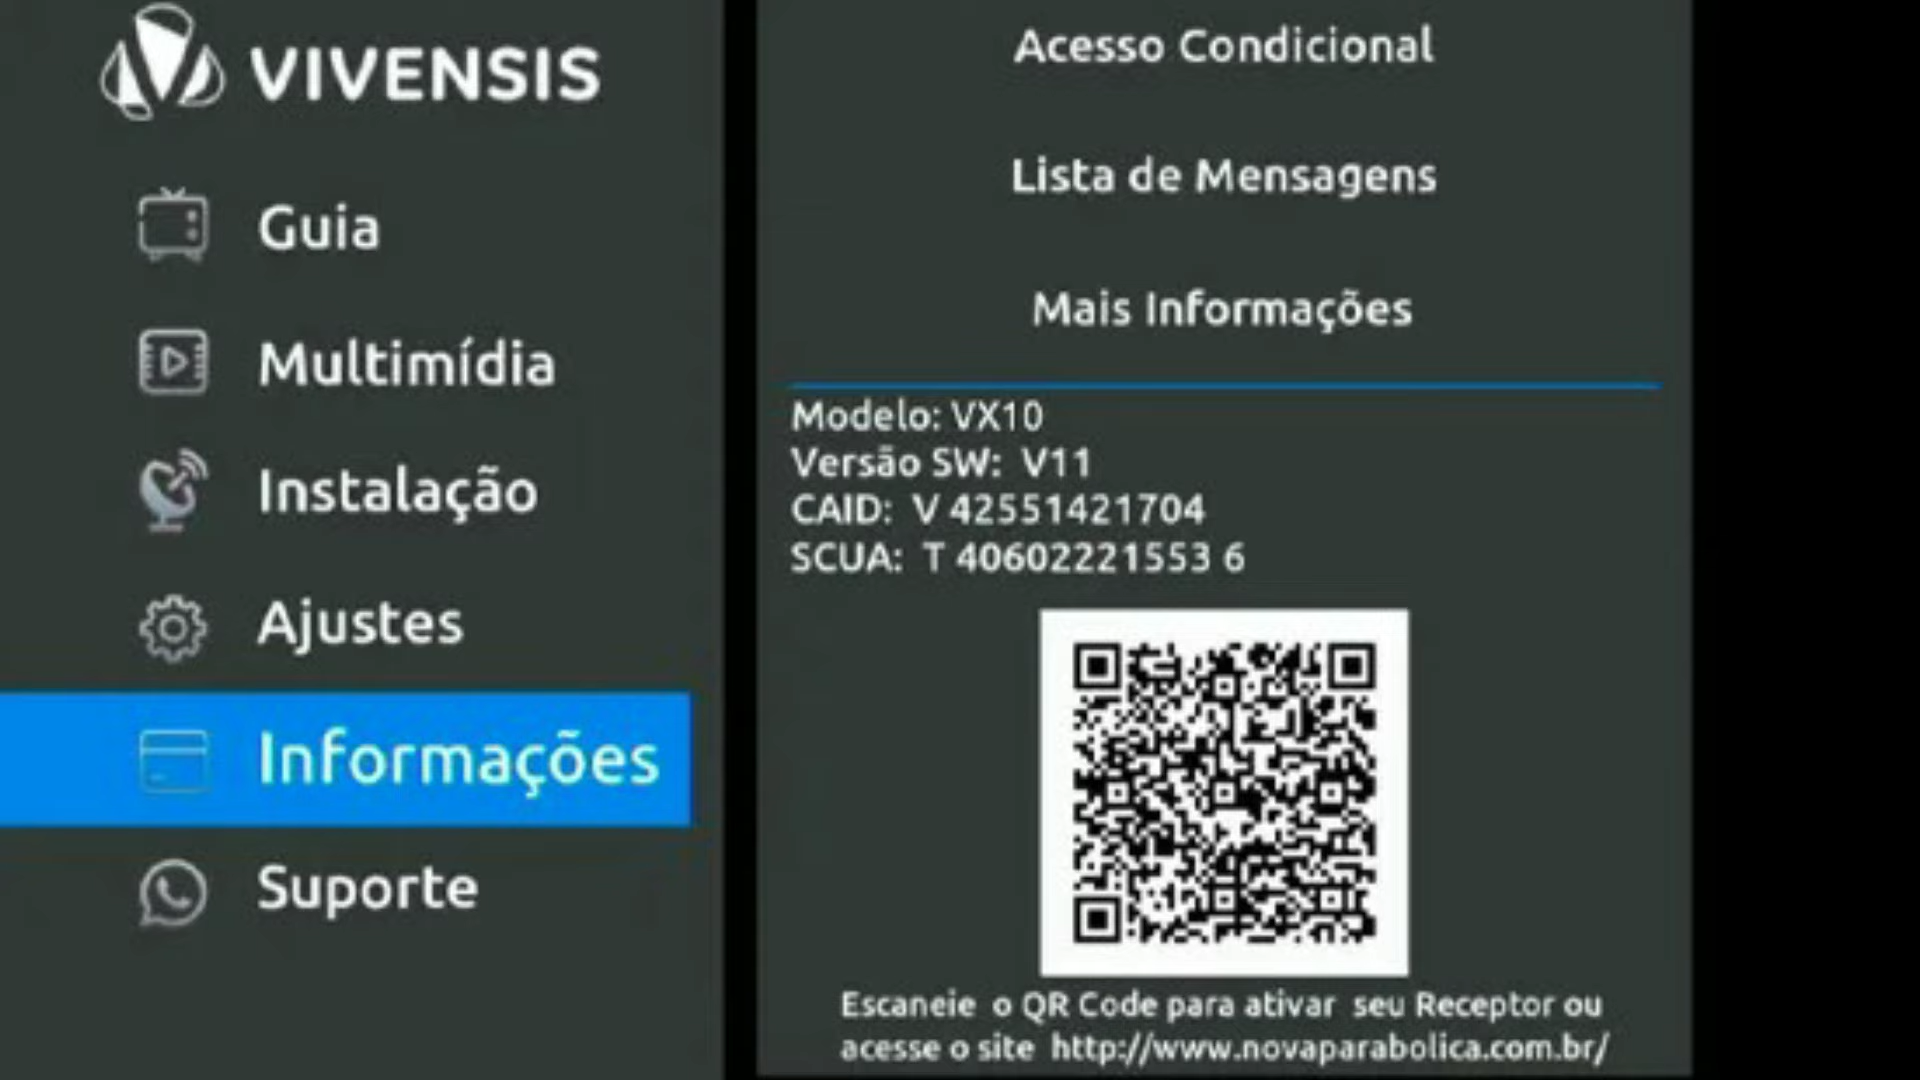 VIVENSIS
Guia
Multimídia
Instalação
Ajustes
Informações
Suporte
Acesso Condicional
Lista de Mensagens
Mais Informações
Modelo: VX10
Versão SW: V11
CAID: V 42551421704
SCUA: T 40602221553 6
Escaneie o QR Code para ativar seu Receptor ou
acesse o site http://www.novaparabolica.com.br/